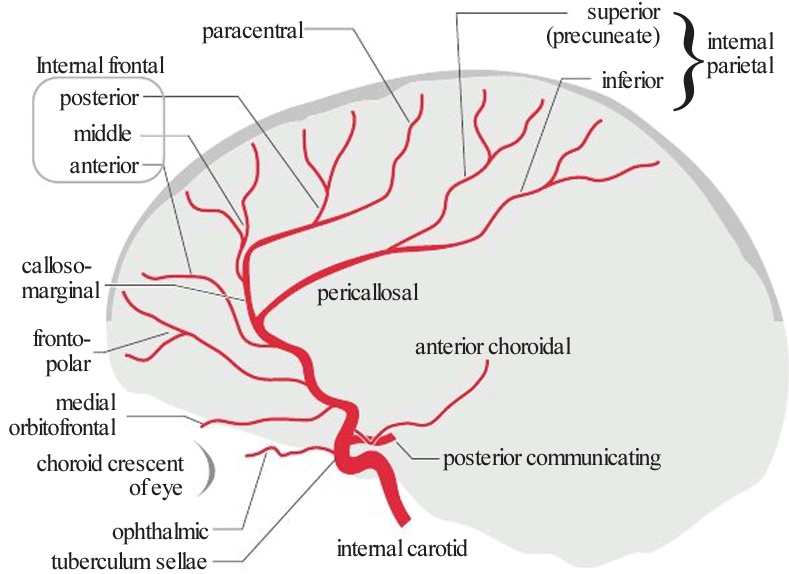 superior
(precuneate)
internal
parietal
inferior
paracentral
Internal frontal
posterior
middle
anterior
calloso-
marginal
pericallosal
fronto-
polar
anterior choroidal
medial
orbitofrontal
choroid crescent
of eye
posterior communicating
ophthalmic
internal carotid
tuberculum sellae